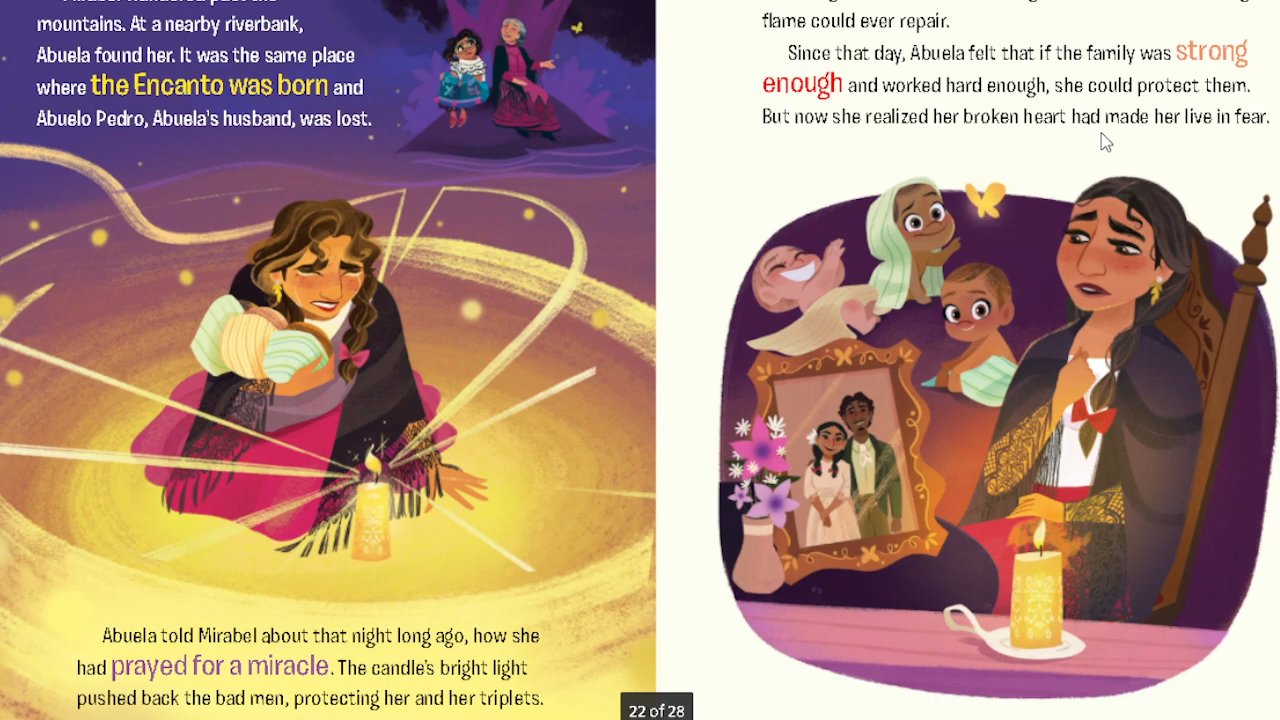 mountains. At a nearby riverbank,
Abuela found her. It was the same place
where the Encanto was born and
Abuelo Pedro, Abuela's husband, was lost.
Abuela told Mirabel about that night long ago, how she
had prayed for a miracle. The candle's bright light
pushed back the bad men, protecting her and her triplets.
flame could ever repair.
Since that day, Abuela felt that if the family was strong
enough and worked hard enough, she could protect them.
But now she realized her broken heart had made her live in fear.
22 of 28